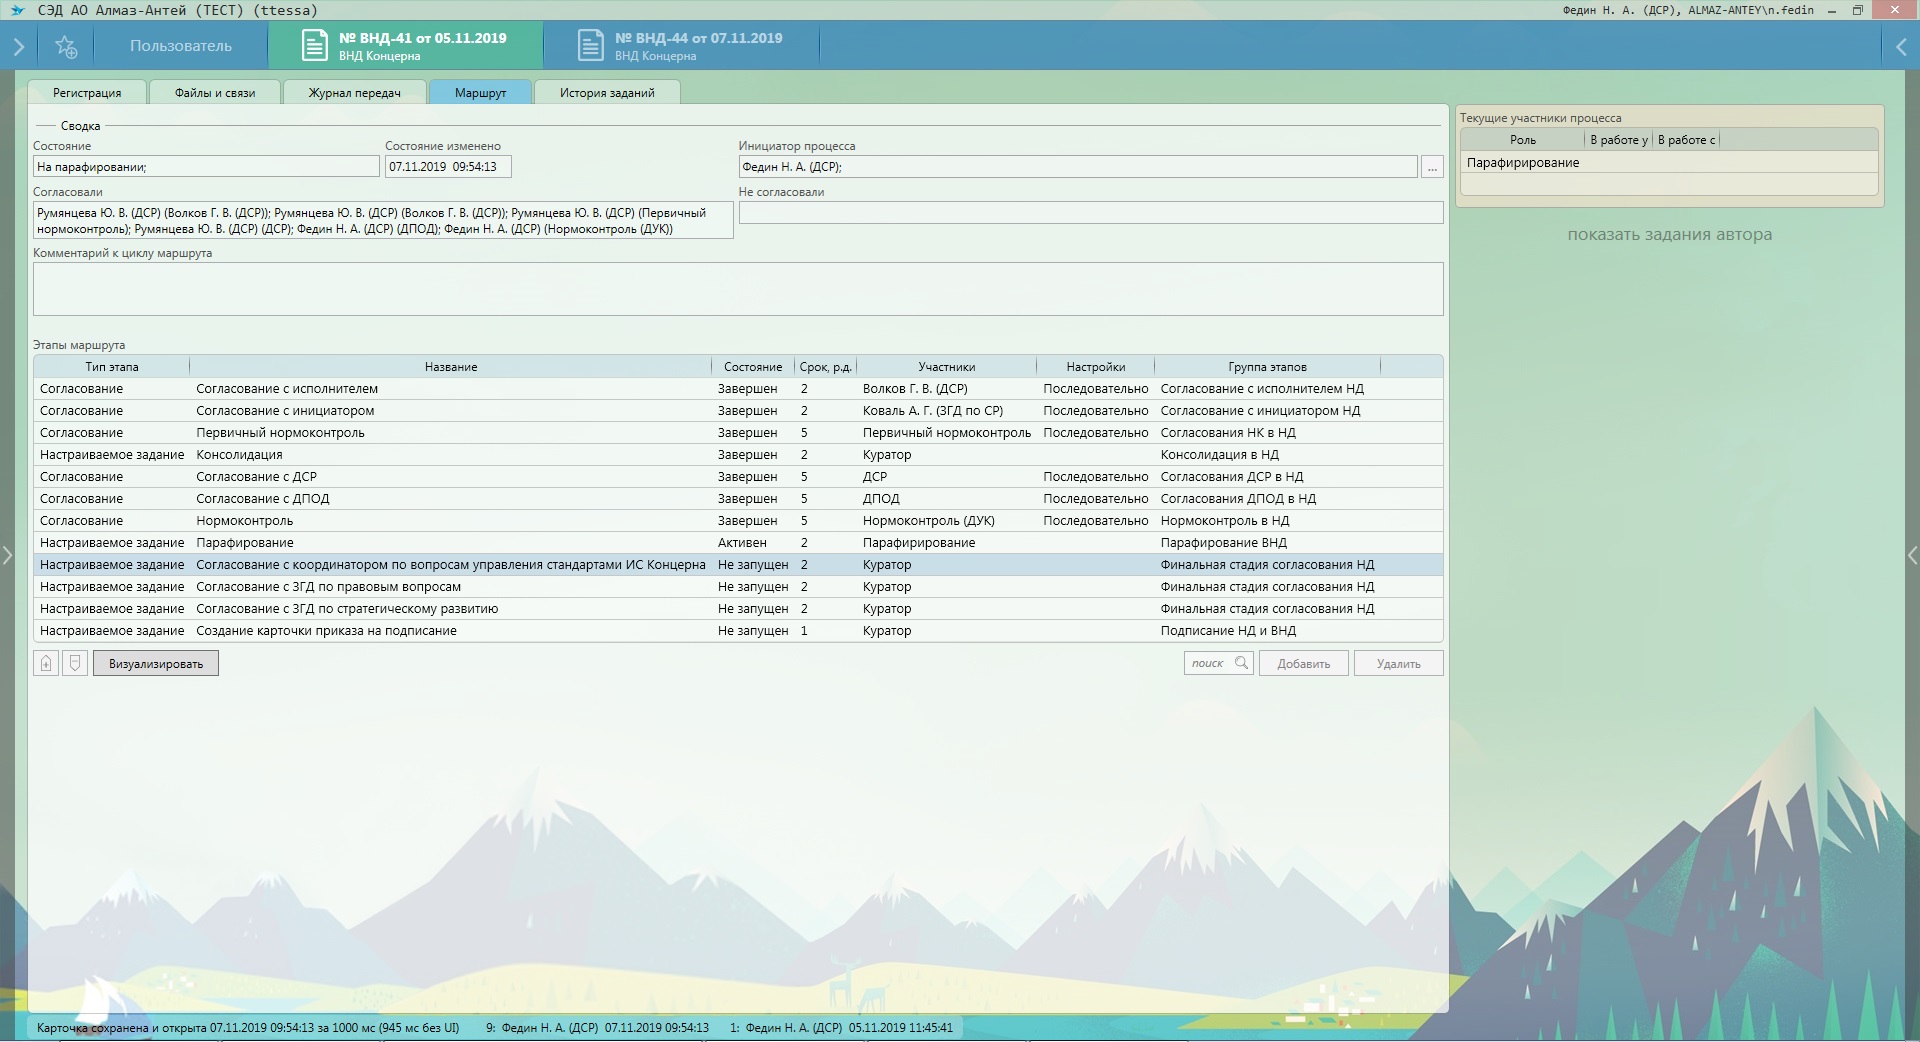 СЭД АО Алмаз-Антей (ТЕСТ) (ttessa)
Федин Н. А. (ДСР), ALMAZ-ANTEY\n.fedin
Пользователь
№ ВНД-41 от 05.11.2019
ВНД Концерна
№ ВНД-44 от 07.11.2019
ВНД Концерна
Регистрация Файлы и связи Журнал передач Маршрут История заданий
Сводка
Состояние Состояние изменено Инициатор процесса
На парафировании; 07.11.2019 09:54:13 Федин Н. А. (ДСР); ...
Согласовали Не согласовали
Румянцева Ю. В. (ДСР) (Волков Г. В. (ДСР)); Румянцева Ю. В. (ДСР) (Волков Г. В. (ДСР)); Румянцева Ю. В. (ДСР) (Первичный
нормоконтроль); Румянцева Ю. В. (ДСР) (ДСР); Федин Н. А. (ДСР) (ДПОД); Федин Н. А. (ДСР) (Нормоконтроль (ДУК))
Комментарий к циклу маршрута
Этапы маршрута
Тип этапа Название Состояние Срок, р.д. Участники Настройки Группа этапов
Согласование Согласование с исполнителем Завершен 2 Волков Г. В. (ДСР) Последовательно Согласование с исполнителем НД
Согласование Согласование с инициатором Завершен 2 Коваль А. Г. (ЗГД по СР) Последовательно Согласование с инициатором НД
Согласование Первичный нормоконтроль Завершен 5 Первичный нормоконтроль Последовательно Согласования НК в НД
Настраиваемое задание Консолидация Завершен 2 Куратор Консолидация в НД
Согласование Согласование с ДСР Завершен 5 ДСР Последовательно Согласования ДСР в НД
Согласование Согласование с ДПОД Завершен 5 ДПОД Последовательно Согласования ДПОД в НД
Согласование Нормоконтроль Завершен 5 Нормоконтроль (ДУК) Последовательно Нормоконтроль в НД
Настраиваемое задание Парафирование Активен 2 Парафирирование Парафирование ВНД
Настраиваемое задание Согласование с координатором по вопросам управления стандартами ИС Концерна Не запущен 2 Куратор Финальная стадия согласования НД
Настраиваемое задание Согласование с ЗГД по правовым вопросам Не запущен 2 Куратор Финальная стадия согласования НД
Настраиваемое задание Согласование с ЗГД по стратегическому развитию Не запущен 2 Куратор Финальная стадия согласования НД
Настраиваемое задание Создание карточки приказа на подписание Не запущен 1 Куратор Подписание НД и ВНД
Визуализировать поиск Добавить Удалить
Текущие участники процесса
Роль В работе у В работе с
Парафирирование
показать задания автора
Карточка сохранена и открыта 07.11.2019 09:54:13 за 1000 мс (945 мс без UI) 9: Федин Н. А. (ДСР) 07.11.2019 09:54:13 1: Федин Н. А. (ДСР) 05.11.2019 11:45:41